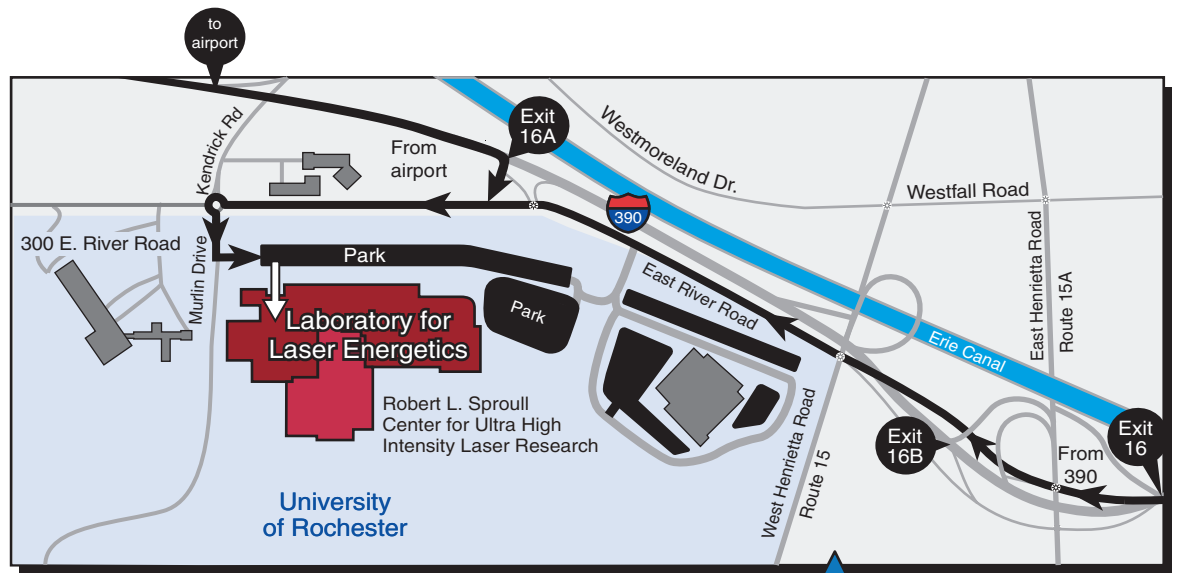 to
airport
Exit
16A
From
airport
Kendrick Rd
Westmoreland Dr.
Westfall Road
390
300 E. River Road
Murlin Drive
Park
Park
East River Road
Laboratory for
Laser Energetics
Robert L. Sproull
Center for Ultra High
Intensity Laser Research
University
of Rochester
West Henrietta Road
Route 15
East Henrietta Road
Route 15A
Erie Canal
Exit
16
Exit
16B
From
390